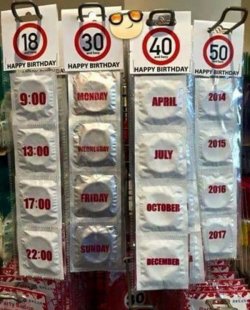 18
HAPPY BIRTHDAY
9:00
13:00
17:00
22:00
30
HAPPY BIRTHDAY
MONDAY
WEDNESDAY
FRIDAY
SUNDAY
40
HAPPY BIRTHDAY
APRIL
JULY
OCTOBER
DECEMBER
50
HAPPY BIRTHDAY
2014
2015
2016
2017
30